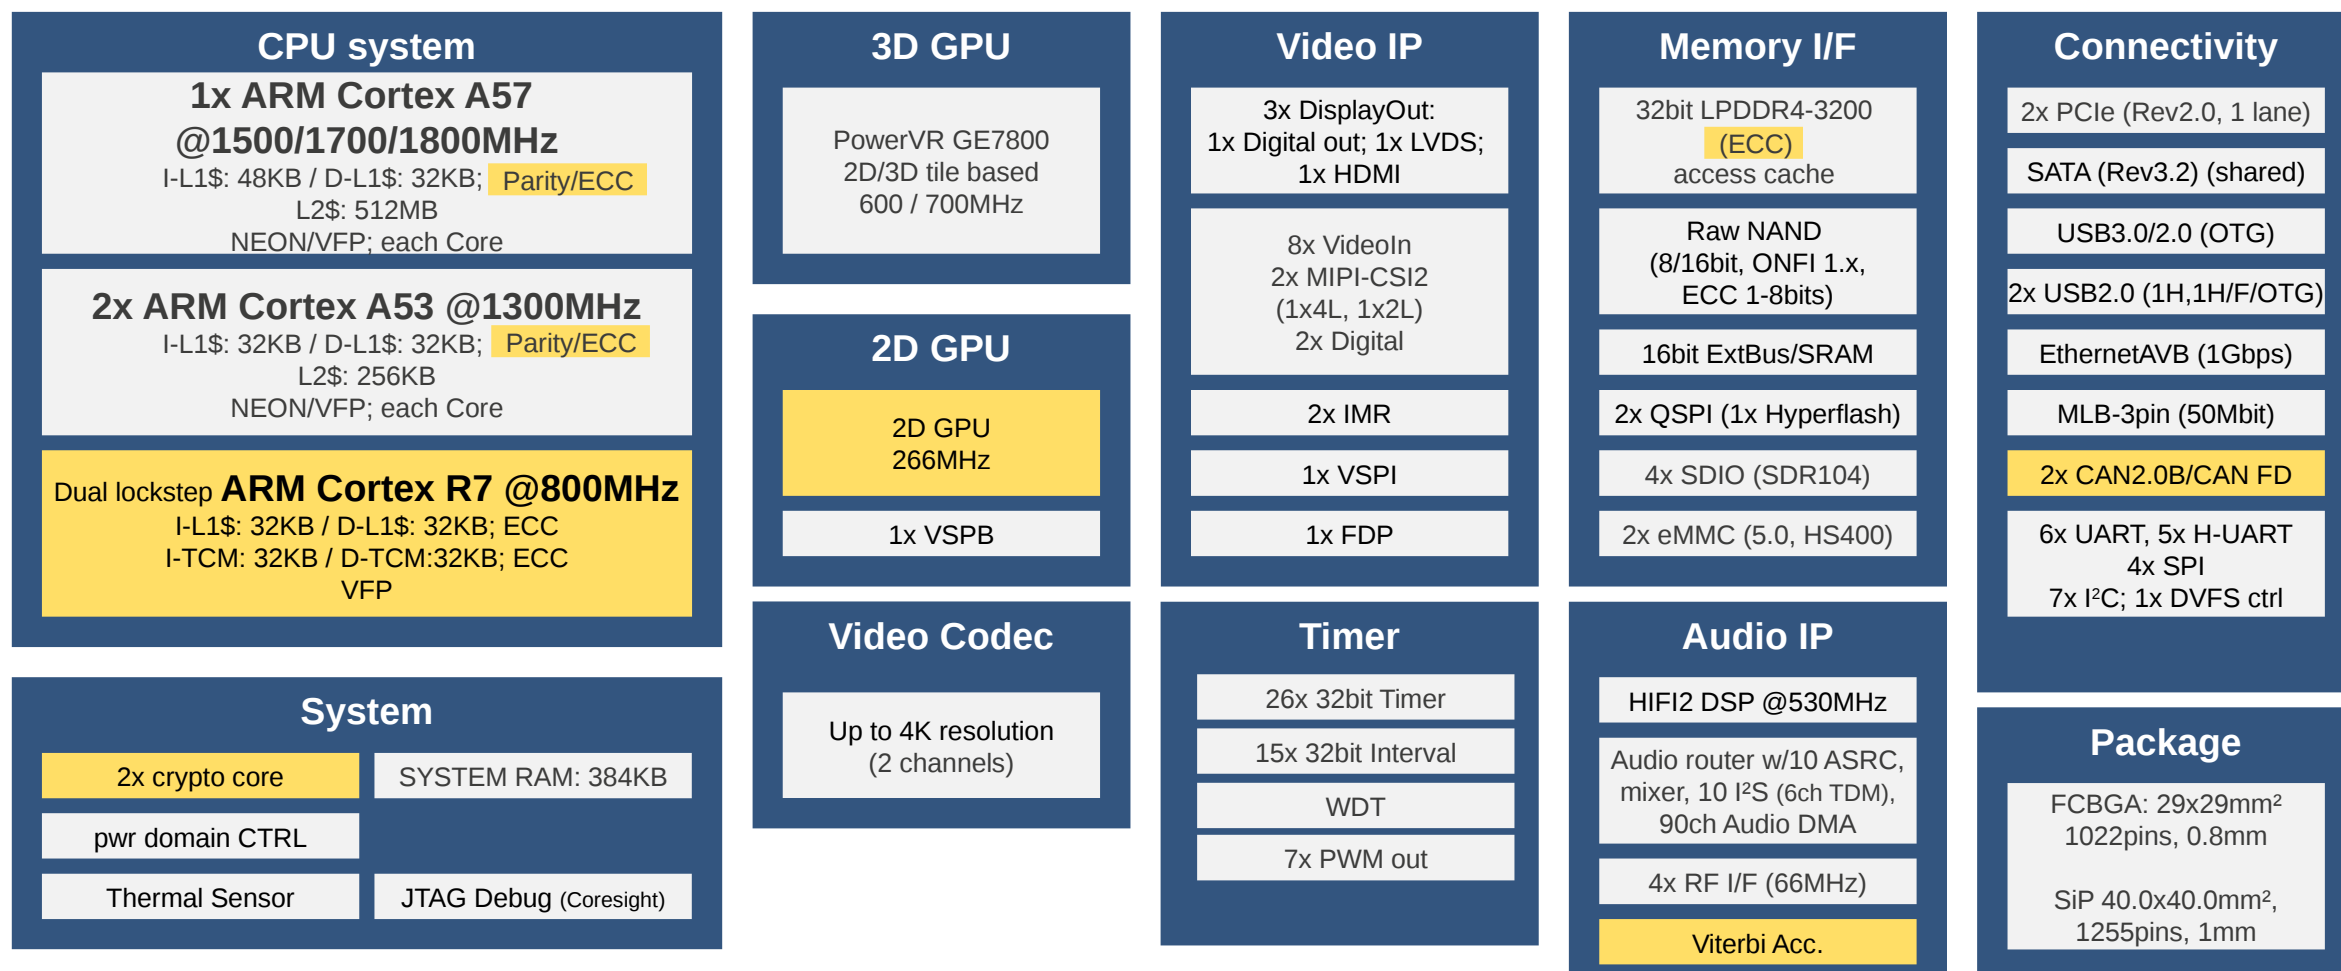 CPU system
1x ARM Cortex A57
@1500/1700/1800MHz
I-L1$: 48KB / D-L1$: 32KB; Parity/ECC
L2$: 512MB
NEON/VFP; each Core
2x ARM Cortex A53 @1300MHz
I-L1$: 32KB / D-L1$: 32KB; Parity/ECC
L2$: 256KB
NEON/VFP; each Core
Dual lockstep ARM Cortex R7 @800MHz
I-L1$: 32KB / D-L1$: 32KB; ECC
I-TCM: 32KB / D-TCM:32KB; ECC
VFP
System
2x crypto core
SYSTEM RAM: 384KB
pwr domain CTRL
Thermal Sensor
JTAG Debug (Coresight)
3D GPU
PowerVR GE7800
2D/3D tile based
600 / 700MHz
2D GPU
2D GPU
266MHz
1x VSPB
Video Codec
Up to 4K resolution
(2 channels)
Video IP
3x DisplayOut:
1x Digital out; 1x LVDS;
1x HDMI
8x VideoIn
2x MIPI-CSI2
(1x4L, 1x2L)
2x Digital
2x IMR
1x VSPI
1x FDP
Timer
26x 32bit Timer
15x 32bit Interval
WDT
7x PWM out
Memory I/F
32bit LPDDR4-3200
(ECC)
access cache
Raw NAND
(8/16bit, ONFI 1.x,
ECC 1-8bits)
16bit ExtBus/SRAM
2x QSPI (1x Hyperflash)
4x SDIO (SDR104)
2x eMMC (5.0, HS400)
Audio IP
HIFI2 DSP @530MHz
Audio router w/10 ASRC,
mixer, 10 I²S (6ch TDM),
90ch Audio DMA
4x RF I/F (66MHz)
Viterbi Acc.
Connectivity
2x PCIe (Rev2.0, 1 lane)
SATA (Rev3.2) (shared)
USB3.0/2.0 (OTG)
2x USB2.0 (1H,1H/F/OTG)
EthernetAVB (1Gbps)
MLB-3pin (50Mbit)
2x CAN2.0B/CAN FD
6x UART, 5x H-UART
4x SPI
7x I²C; 1x DVFS ctrl
Package
FCBGA: 29x29mm²
1022pins, 0.8mm
SiP 40.0x40.0mm²,
1255pins, 1mm